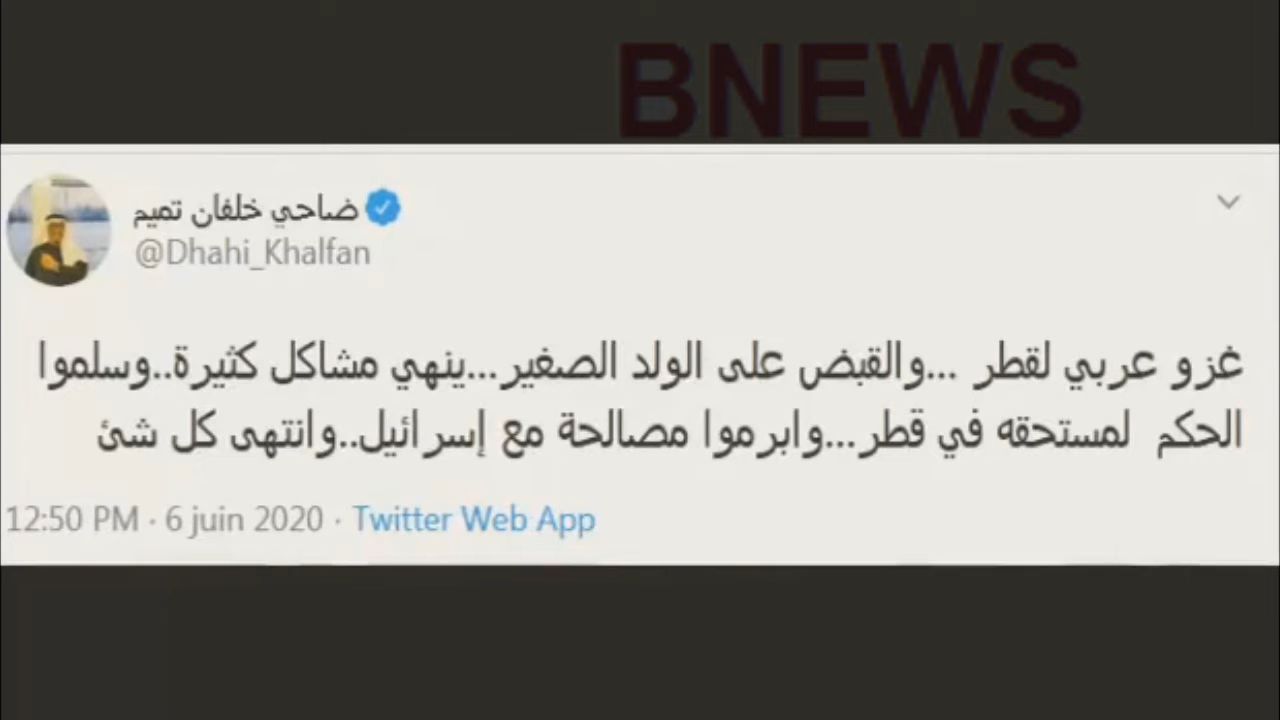 BNEWS
ضاحي خلفان تميم
@Dhahi_Khalfan
غزو عربي لقطر ...والقبض على الولد الصغير...ينهي مشاكل كثيرة..وسلموا
الحكم لمستحقه في قطر...وابرموا مصالحة مع إسرائيل..وانتهى كل شئ
12:50 PM · 6 juin 2020 · Twitter Web App